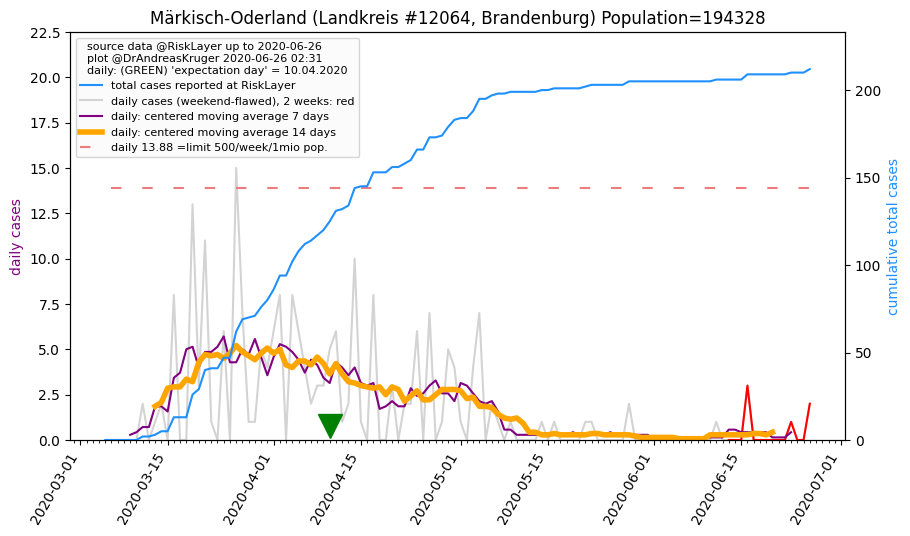 Märkisch-Oderland (Landkreis #12064, Brandenburg) Population=194328
source data @RiskLayer up to 2020-06-26
plot @DrAndreasKruger 2020-06-26 02:31
daily: (GREEN) 'expectation day' = 10.04.2020
total cases reported at RiskLayer
daily cases (weekend-flawed), 2 weeks: red
daily: centered moving average 7 days
daily: centered moving average 14 days
daily 13.88 =limit 500/week/1mio pop.
daily cases
22.5
20.0
17.5
15.0
12.5
10.0
7.5
5.0
2.5
0.0
cumulative total cases
200
150
100
50
0
2020-03-01
2020-03-15
2020-04-01
2020-04-15
2020-05-01
2020-05-15
2020-06-01
2020-06-15
2020-07-01